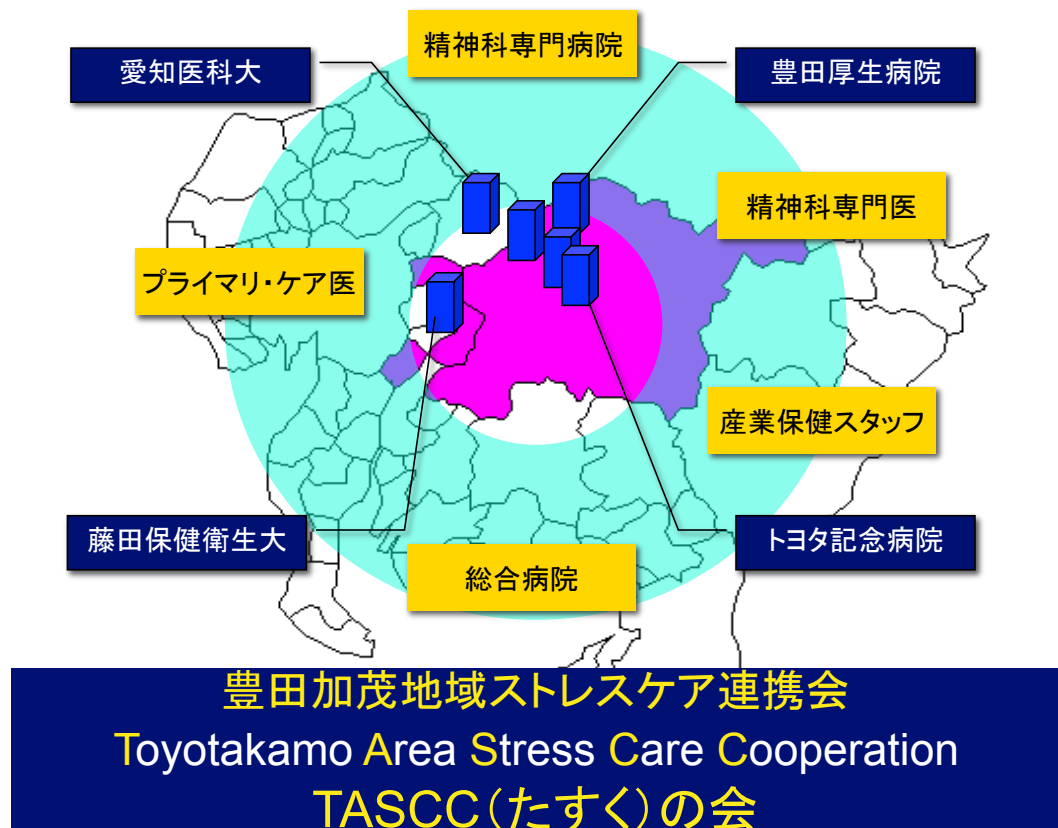 精神科専門病院
愛知医科大
豊田厚生病院
精神科専門医
プライマリ・ケア医
産業保健スタッフ
藤田保健衛生大
トヨタ記念病院
総合病院
豊田加茂地域ストレスケア連携会
Toyotakamo Area Stress Care Cooperation
TASCC(たすく)の会